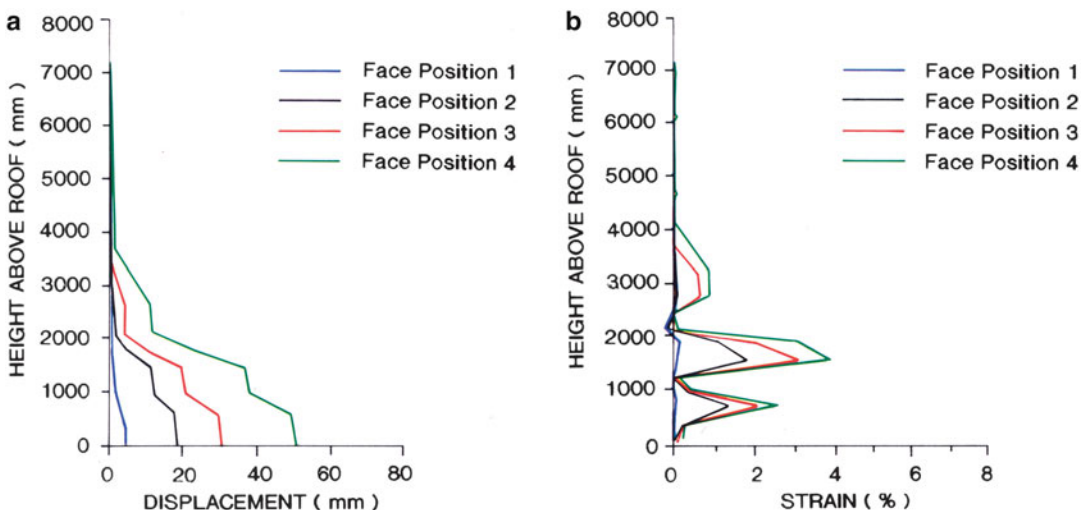 a
HEIGHT ABOVE ROOF ( mm )
8000
7000
6000
5000
4000
3000
2000
1000
0
0 20 40 60 80
DISPLACEMENT ( mm )
Face Position 1
Face Position 2
Face Position 3
Face Position 4
b
HEIGHT ABOVE ROOF ( mm )
8000
7000
6000
5000
4000
3000
2000
1000
0
0 2 4 6 8
STRAIN ( % )
Face Position 1
Face Position 2
Face Position 3
Face Position 4